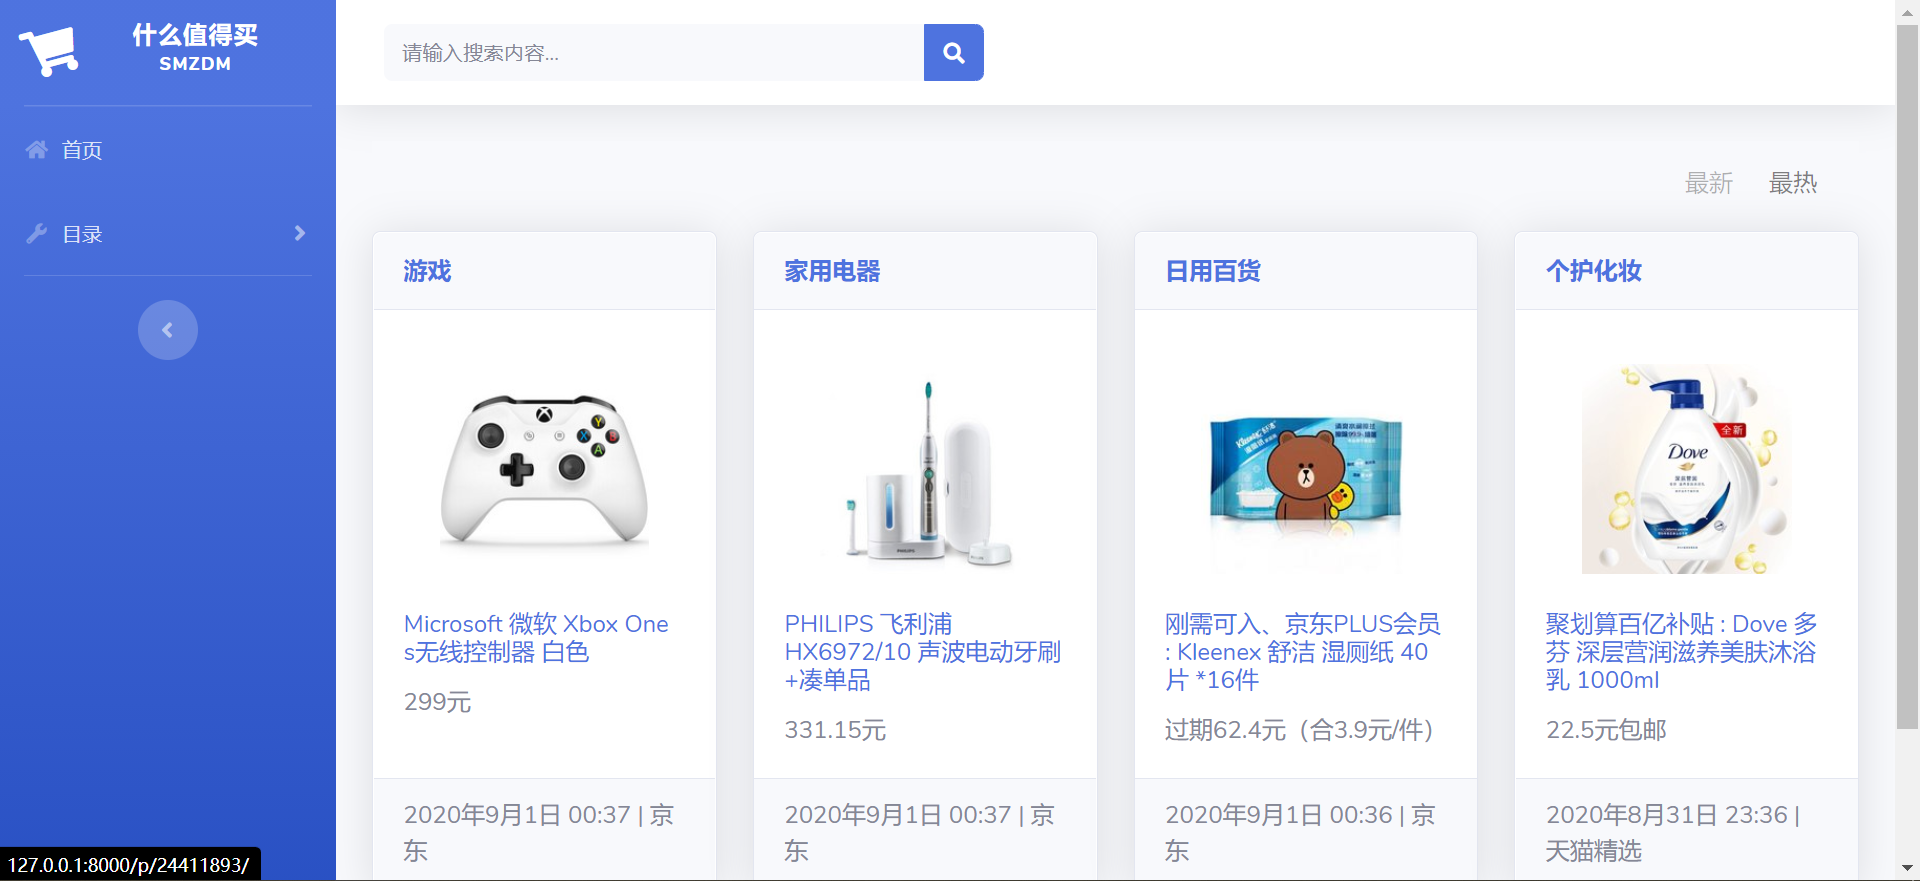 什么值得买
SMZDM
请输入搜索内容...
首页
目录
最新 最热
游戏
家用电器
日用百货
个护化妆
Y
X
B
A
PHILIPS
Kleenex 舒洁
全新
Dove
Microsoft 微软 Xbox One
s无线控制器 白色
299元
PHILIPS 飞利浦
HX6972/10 声波电动牙刷
+凑单品
331.15元
刚需可入、京东PLUS会员
: Kleenex 舒洁 湿厕纸 40
片 *16件
过期62.4元（合3.9元/件）
聚划算百亿补贴 : Dove 多
芬 深层营润滋养美肤沐浴
乳 1000ml
22.5元包邮
2020年9月1日 00:37 | 京
东
2020年9月1日 00:37 | 京
东
2020年9月1日 00:36 | 京
东
2020年8月31日 23:36 |
天猫精选
127.0.0.1:8000/p/24411893/